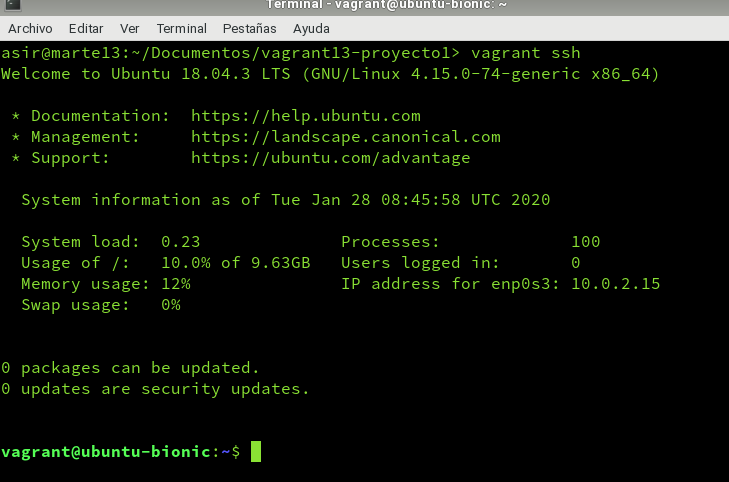 Terminal - vagrant@ubuntu-bionic: ~
Archivo Editar Ver Terminal Pestañas Ayuda
asir@marte13:~/Documentos/vagrant13-proyecto1> vagrant ssh
Welcome to Ubuntu 18.04.3 LTS (GNU/Linux 4.15.0-74-generic x86_64)
* Documentation: https://help.ubuntu.com
* Management: https://landscape.canonical.com
* Support: https://ubuntu.com/advantage
System information as of Tue Jan 28 08:45:58 UTC 2020
System load: 0.23 Processes: 100
Usage of /: 10.0% of 9.63GB Users logged in: 0
Memory usage: 12% IP address for enp0s3: 10.0.2.15
Swap usage: 0%
0 packages can be updated.
0 updates are security updates.
vagrant@ubuntu-bionic:~$